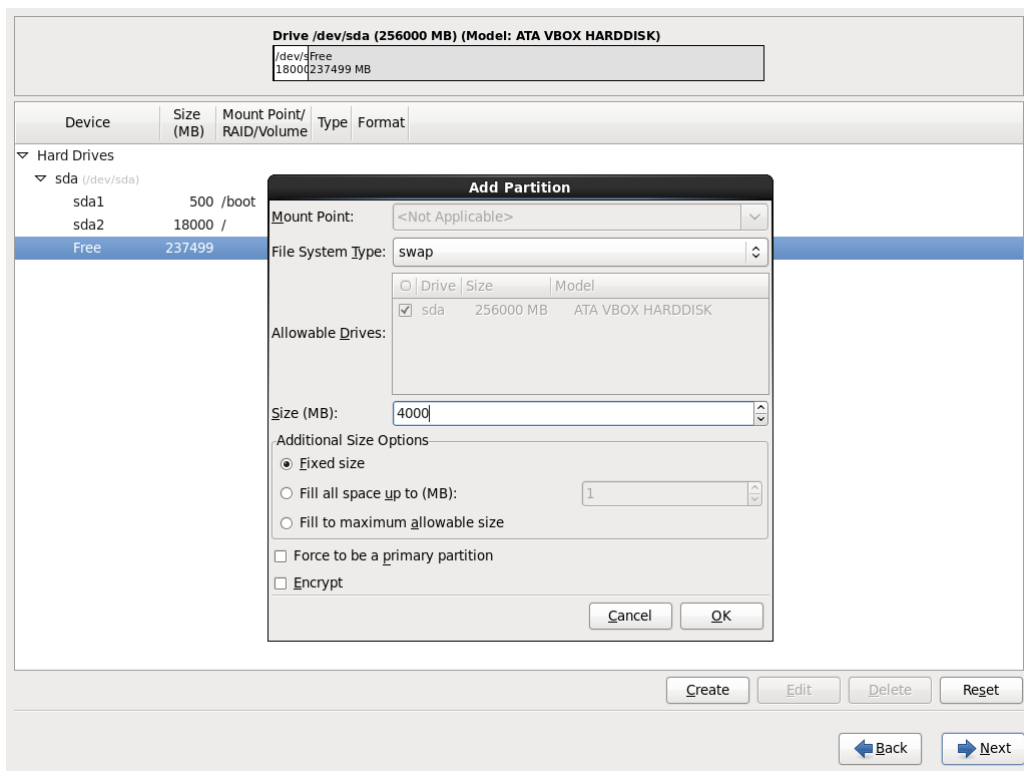 Drive /dev/sda (256000 MB) (Model: ATA VBOX HARDDISK)
/dev/s Free
18000 237499 MB
Device Size (MB) Mount Point/ RAID/Volume Type Format
Hard Drives
sda (/dev/sda)
sda1 500 /boot
sda2 18000 /
Free 237499
Add Partition
Mount Point: <Not Applicable>
File System Type: swap
Drive Size Model
sda 256000 MB ATA VBOX HARDDISK
Allowable Drives:
Size (MB): 4000
Additional Size Options
Fixed size
Fill all space up to (MB): 1
Fill to maximum allowable size
Force to be a primary partition
Encrypt
Cancel OK
Create Edit Delete Reset
Back Next